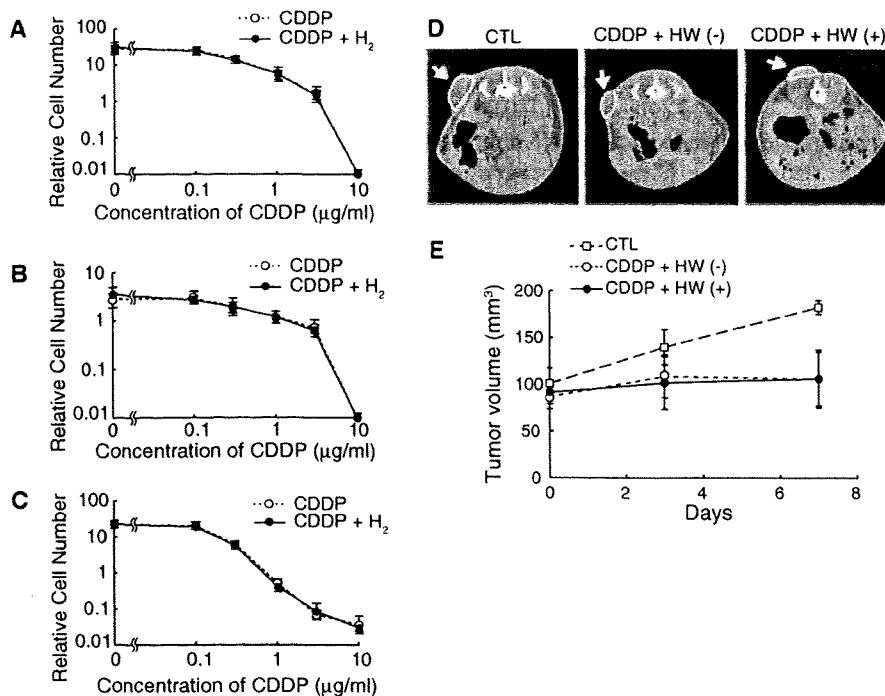 A
CDDP
CDDP + H2
Relative Cell Number
100
10
1
0.1
0.01
0
0.1
1
10
Concentration of CDDP (μg/ml)
B
CDDP
CDDP + H2
Relative Cell Number
10
1
0.1
0.01
0
0.1
1
10
Concentration of CDDP (μg/ml)
C
CDDP
CDDP + H2
Relative Cell Number
100
10
1
0.1
0.01
0
0.1
1
10
Concentration of CDDP (μg/ml)
D
CTL
CDDP + HW (-)
CDDP + HW (+)
E
CTL
CDDP + HW (-)
CDDP + HW (+)
Tumor volume (mm³)
200
150
100
50
0
0
2
4
6
8
Days